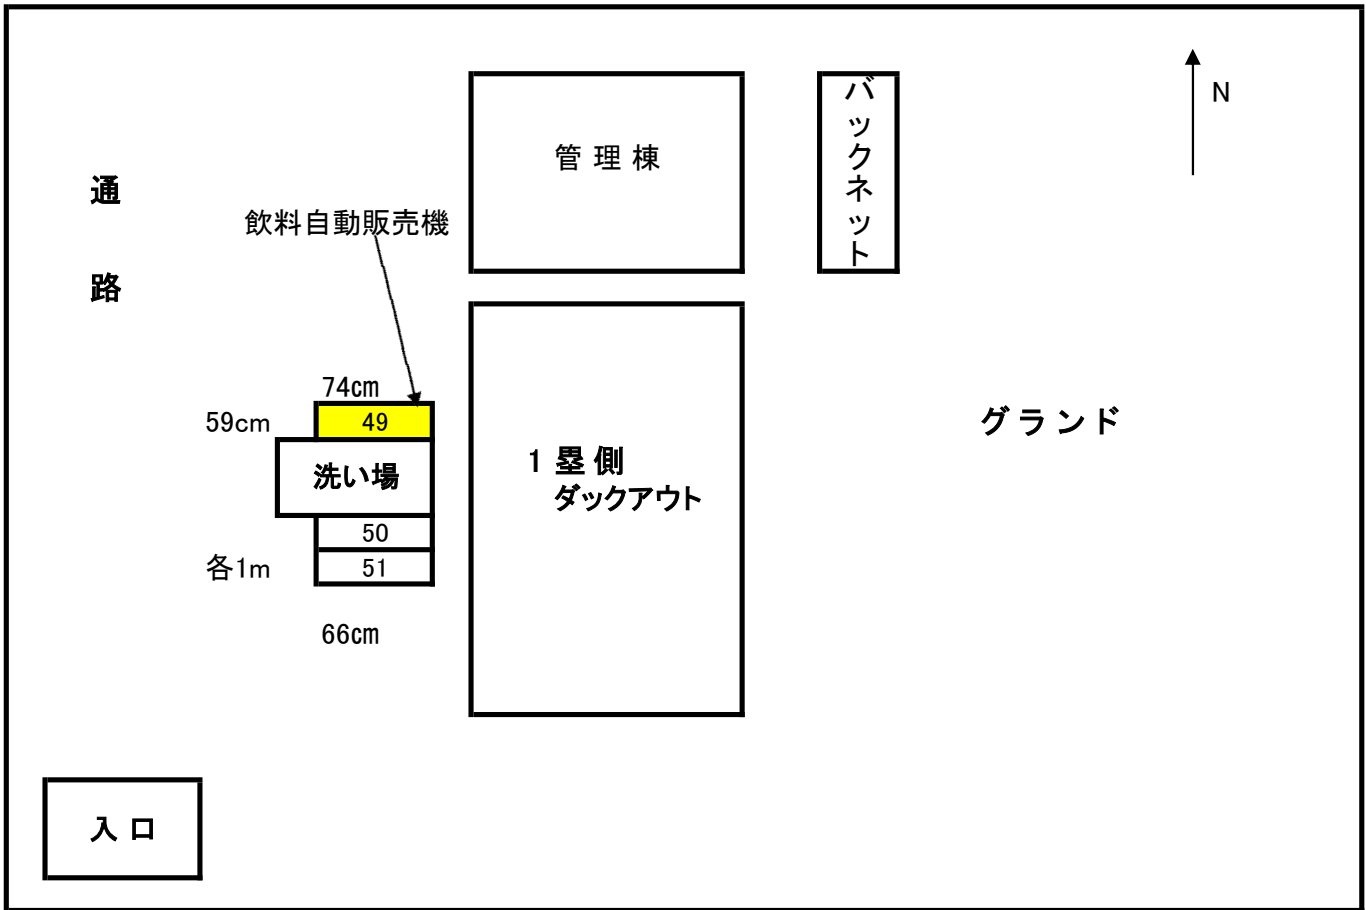 N
バックネット
管理棟
通路
飲料自動販売機
74cm
59cm
49
洗い場
50
各1m
51
66cm
1塁側
ダックアウト
グランド
入口